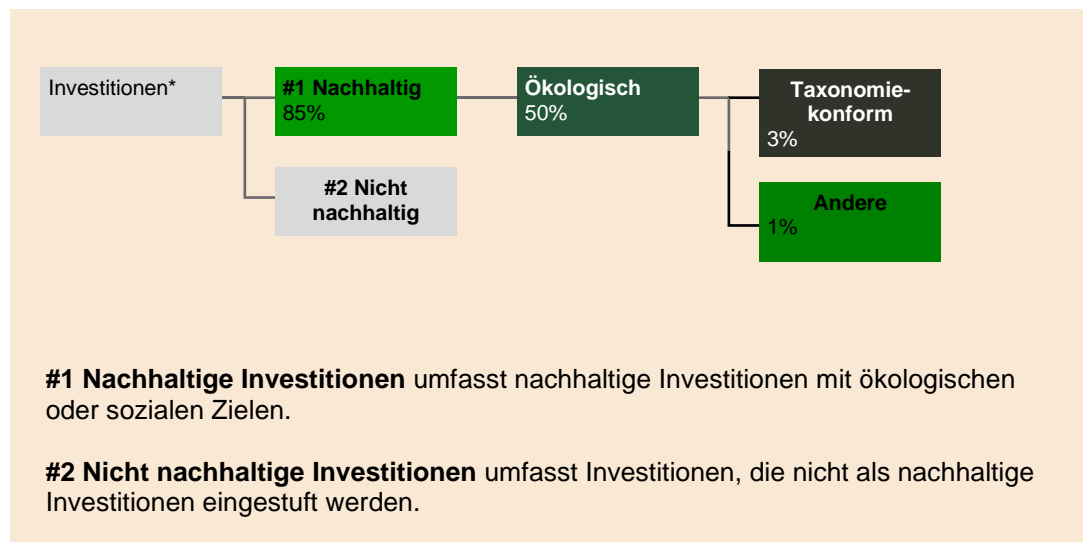 Investitionen*
#1 Nachhaltig
85%
Ökologisch
50%
Taxonomie-
konform
3%
#2 Nicht
nachhaltig
Andere
1%
#1 Nachhaltige Investitionen umfasst nachhaltige Investitionen mit ökologischen
oder sozialen Zielen.
#2 Nicht nachhaltige Investitionen umfasst Investitionen, die nicht als nachhaltige
Investitionen eingestuft werden.